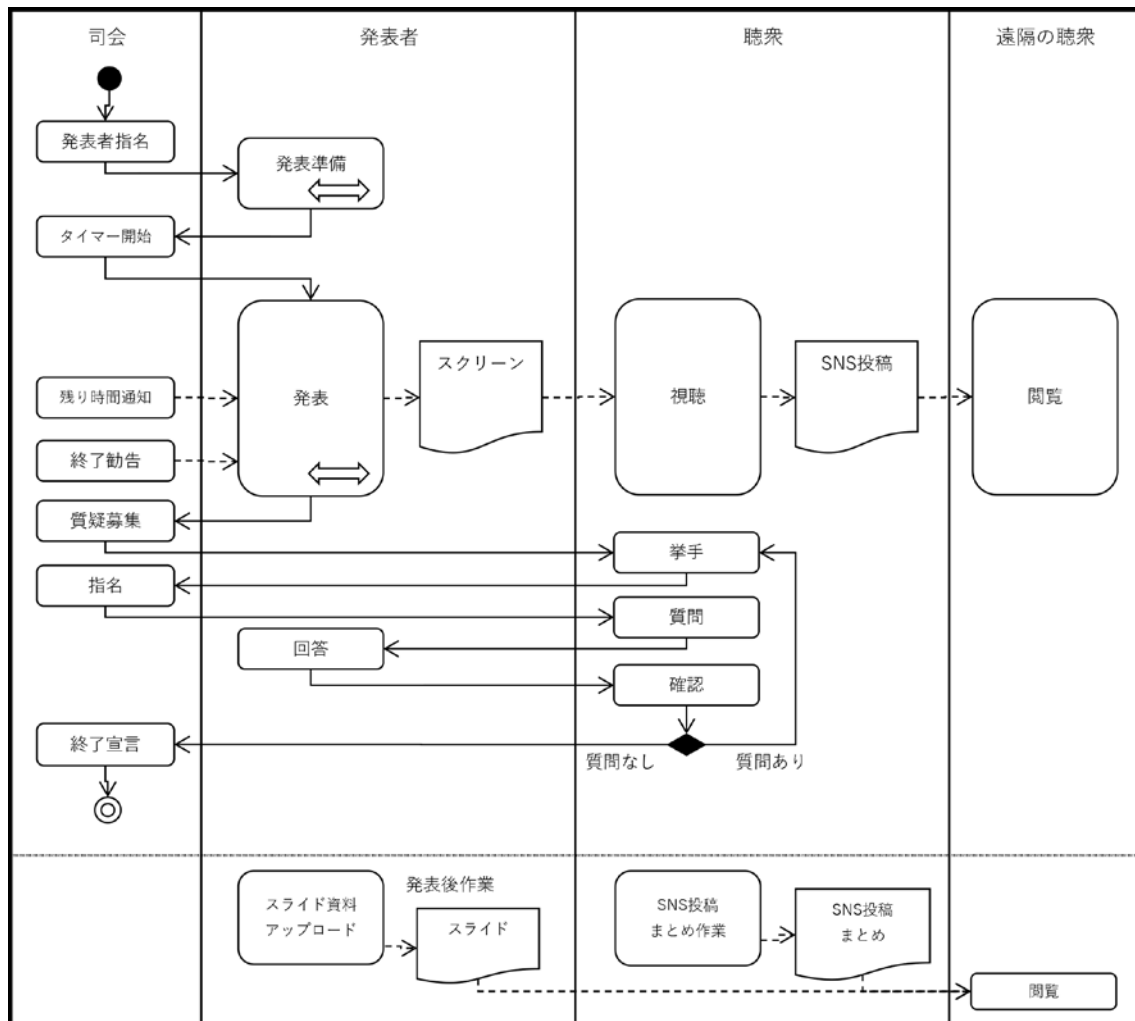 司会
発表者
聴衆
遠隔の聴衆
発表者指名
発表準備
タイマー開始
スクリーン
SNS投稿
残り時間通知
発表
視聴
閲覧
終了勧告
質疑募集
挙手
指名
質問
回答
確認
終了宣言
質問なし
質問あり
発表後作業
スライド資料
アップロード
スライド
SNS投稿
まとめ作業
SNS投稿
まとめ
閲覧